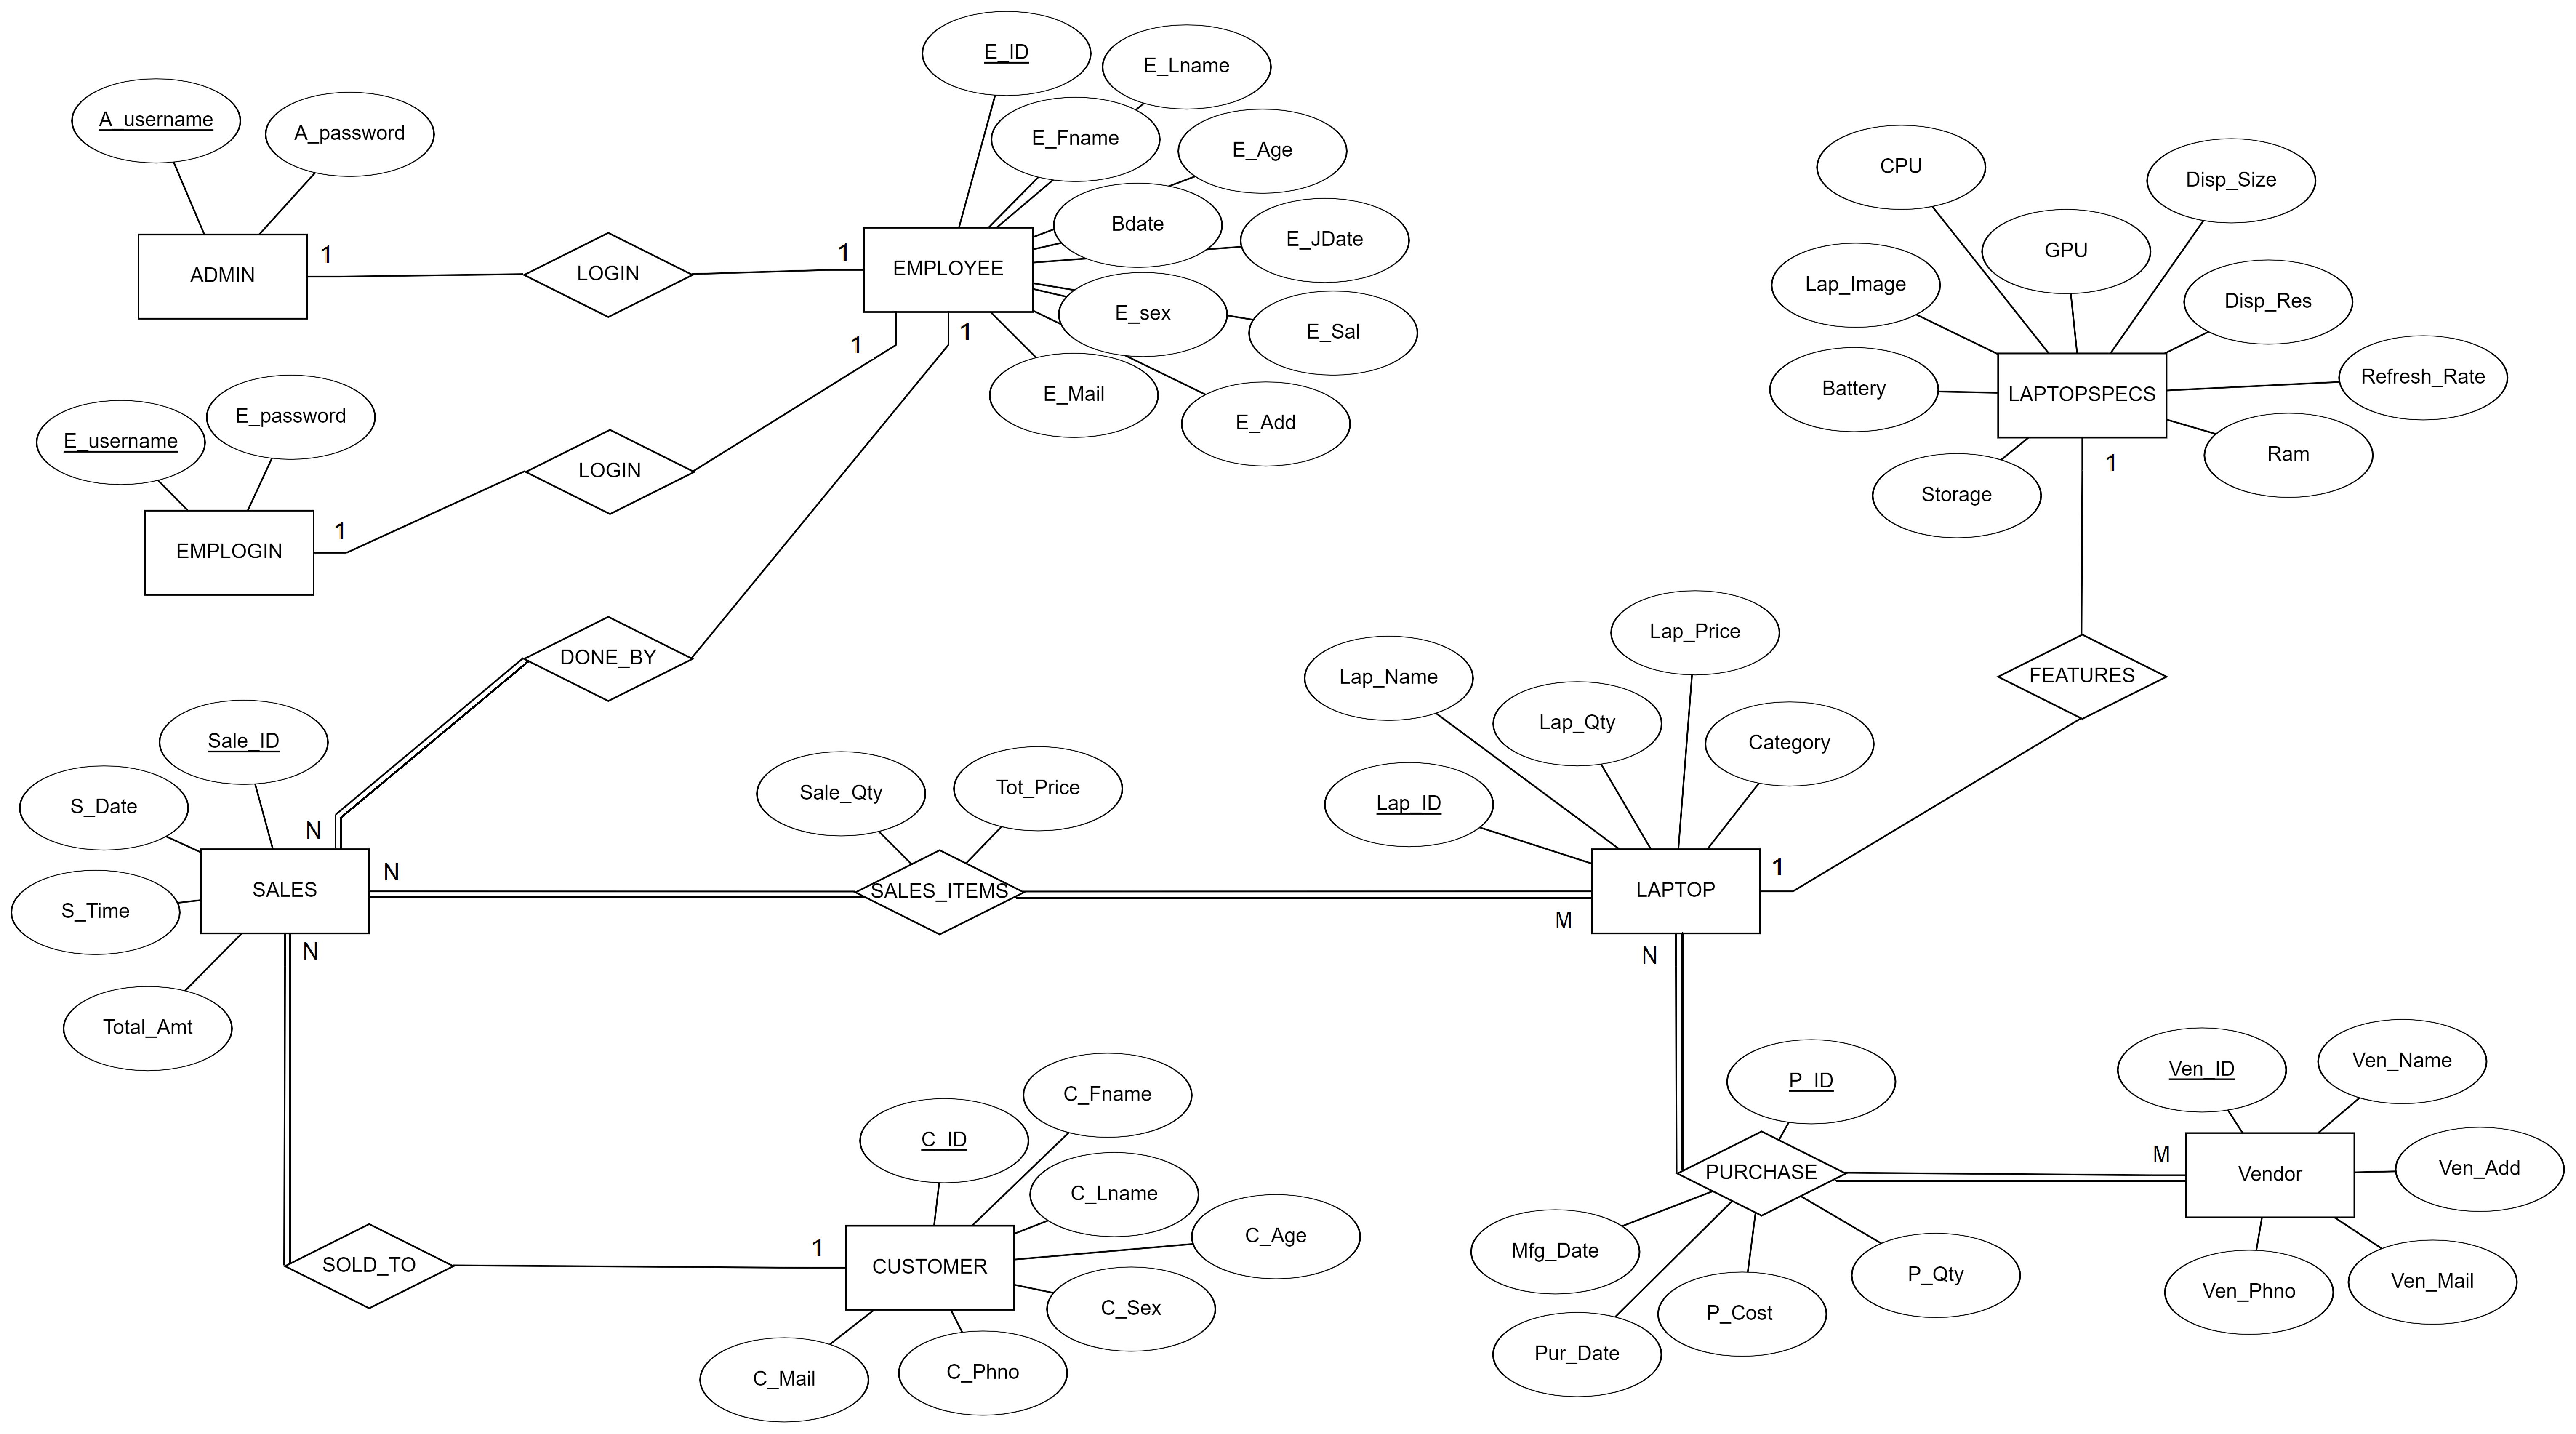 E_ID
E_Lname
A_username
A_password
E_Fname
E_Age
CPU
Disp_Size
Bdate
E_JDate
GPU
1
1
ADMIN
LOGIN
EMPLOYEE
Lap_Image
Disp_Res
E_sex
E_Sal
1
1
E_Mail
E_Add
Battery
LAPTOPSPECS
Refresh_Rate
E_username
E_password
LOGIN
1
Ram
Storage
1
EMPLOGIN
DONE_BY
Lap_Price
Lap_Name
FEATURES
Lap_Qty
Category
Sale_ID
S_Date
Sale_Qty
Tot_Price
Lap_ID
N
N
1
S_Time
SALES
SALES_ITEMS
LAPTOP
M
N
N
Total_Amt
C_Fname
P_ID
Ven_ID
Ven_Name
C_ID
C_Lname
M
PURCHASE
Vendor
Ven_Add
1
C_Age
SOLD_TO
CUSTOMER
Mfg_Date
P_Qty
Ven_Phno
Ven_Mail
C_Sex
P_Cost
C_Mail
C_Phno
Pur_Date